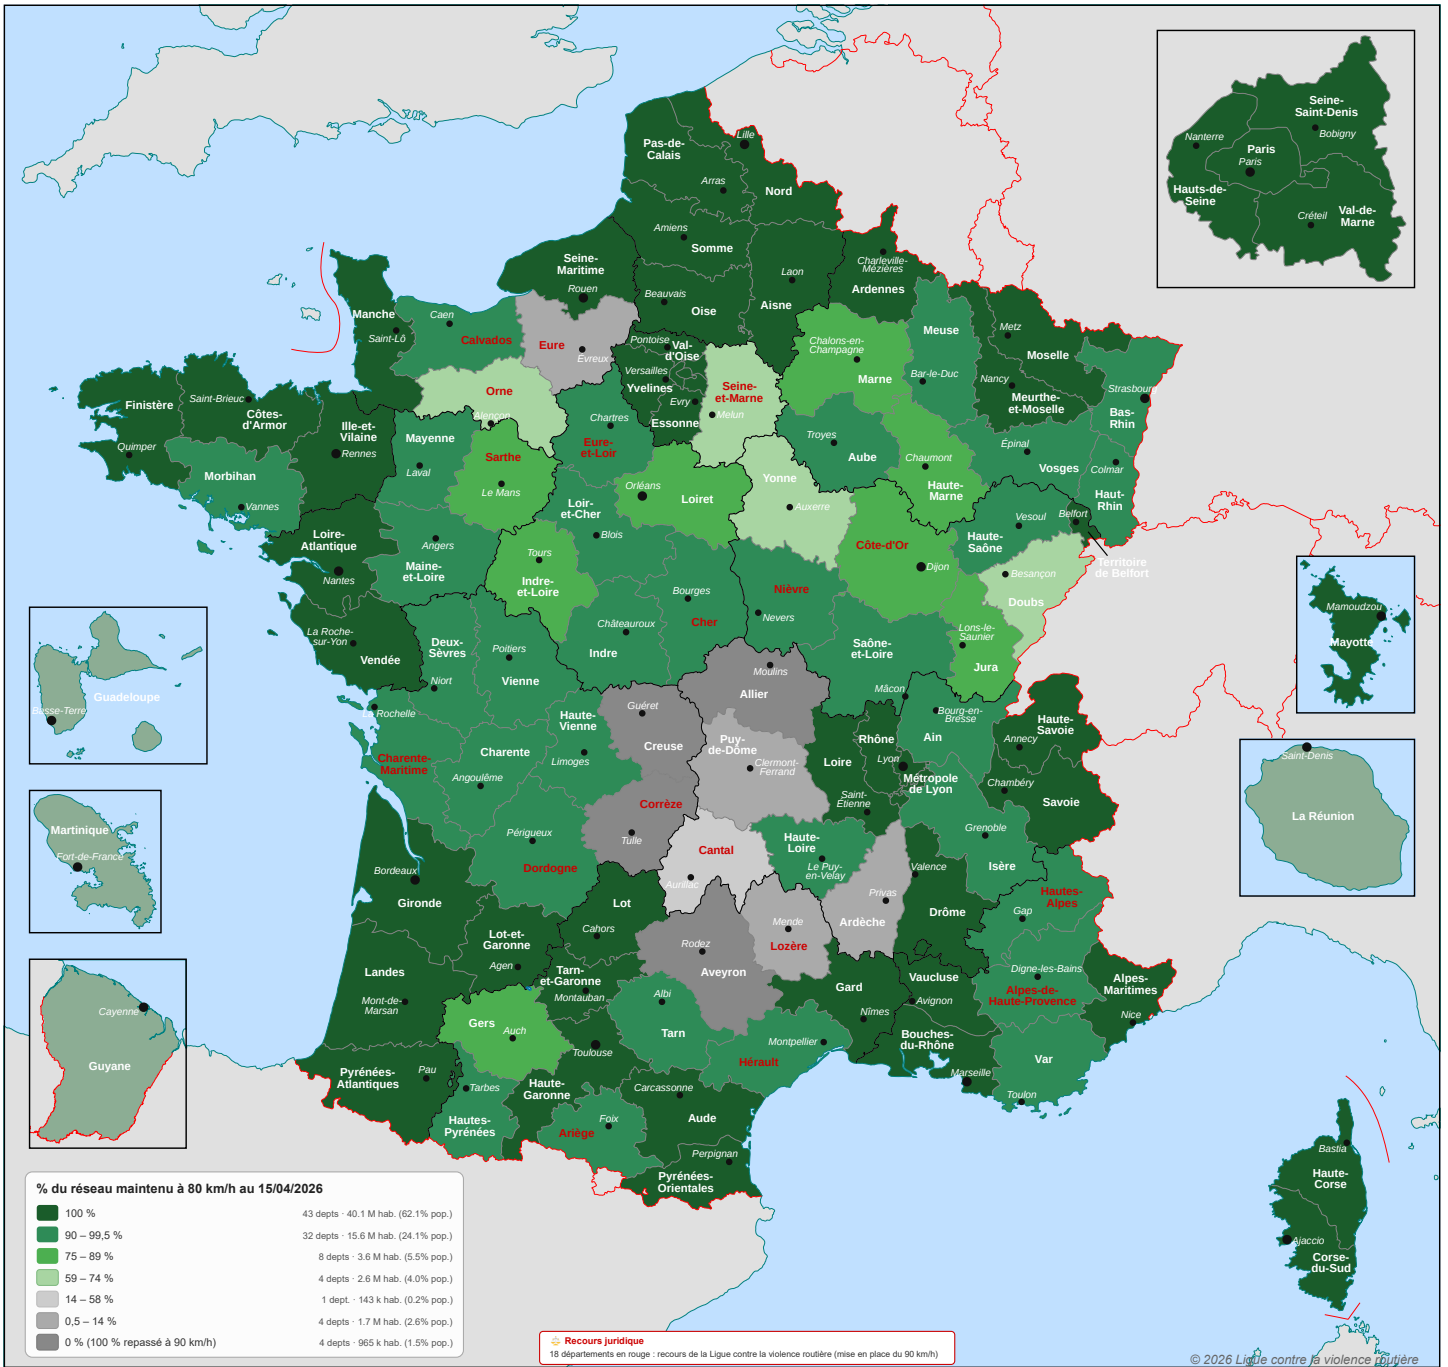 Seine-
Saint-Denis
Bobigny
Nanterre
Paris
Paris
Hauts-de-
Seine
Créteil
Val-de-
Marne
Lille
Pas-de-
Calais
Arras
Nord
Amiens
Somme
Seine-
Maritime
Rouen
Beauvais
Oise
Laon
Aisne
Charleville-
Mézières
Ardennes
Manche
Saint-Lô
Caen
Calvados
Eure
Évreux
Pontoise
Val-
d'Oise
Versailles
Yvelines
Evry
Essonne
Seine-
et-Marne
Melun
Chalons-en-
Champagne
Marne
Meuse
Bar-le-Duc
Metz
Moselle
Nancy
Meurthe-
et-Moselle
Strasbourg
Bas-
Rhin
Finistère
Quimper
Saint-Brieuc
Côtes-
d'Armor
Ille-et-
Vilaine
Rennes
Morbihan
Vannes
Orne
Alençon
Mayenne
Laval
Sarthe
Le Mans
Chartres
Eure-
et-Loir
Loir-
et-Cher
Blois
Orléans
Loiret
Yonne
Auxerre
Troyes
Aube
Chaumont
Haute-
Marne
Épinal
Vosges
Colmar
Haut-
Rhin
Vesoul
Haute-
Saône
Belfort
Territoire
de Belfort
Loire-
Atlantique
Nantes
Angers
Maine-
et-Loire
Tours
Indre-
et-Loire
Bourges
Cher
Nièvre
Nevers
Côte-d'Or
Dijon
Besançon
Doubs
Lons-le-
Saunier
Jura
La Roche-
sur-Yon
Vendée
Deux-
Sèvres
Niort
Poitiers
Vienne
Châteauroux
Indre
Saône-
et-Loire
Mâcon
Moulins
Allier
La Rochelle
Charente-
Maritime
Charente
Angoulême
Haute-
Vienne
Limoges
Guéret
Creuse
Puy-
de-Dôme
Clermont-
Ferrand
Loire
Saint-
Étienne
Rhône
Lyon
Métropole
de Lyon
Bourg-en-
Bresse
Ain
Haute-
Savoie
Annecy
Chambéry
Savoie
Grenoble
Isère
Périgueux
Dordogne
Corrèze
Tulle
Cantal
Aurillac
Haute-
Loire
Le Puy-
en-Velay
Privas
Ardèche
Valence
Drôme
Hautes-
Alpes
Gap
Bordeaux
Gironde
Lot-et-
Garonne
Agen
Lot
Cahors
Rodez
Aveyron
Mende
Lozère
Landes
Mont-de-
Marsan
Tarn-
et-Garonne
Montauban
Albi
Tarn
Gard
Nîmes
Vaucluse
Avignon
Digne-les-Bains
Alpes-de-
Haute-Provence
Alpes-
Maritimes
Nice
Gers
Auch
Toulouse
Haute-
Garonne
Hérault
Montpellier
Bouches-
du-Rhône
Marseille
Var
Toulon
Pyrénées-
Atlantiques
Pau
Tarbes
Hautes-
Pyrénées
Foix
Ariège
Carcassonne
Aude
Perpignan
Pyrénées-
Orientales
Bastia
Haute-
Corse
Ajaccio
Corse-
du-Sud
Guadeloupe
Basse-Terre
Martinique
Fort-de-France
Cayenne
Guyane
Mamoudzou
Mayotte
Saint-Denis
La Réunion
% du réseau maintenu à 80 km/h au 15/04/2026
100 % 43 depts · 40.1 M hab. (62.1% pop.)
90 – 99,5 % 32 depts · 15.6 M hab. (24.1% pop.)
75 – 89 % 8 depts · 3.6 M hab. (5.5% pop.)
59 – 74 % 4 depts · 2.6 M hab. (4.0% pop.)
14 – 58 % 1 dept. · 143 k hab. (0.2% pop.)
0,5 – 14 % 4 depts · 1.7 M hab. (2.6% pop.)
0 % (100 % repassé à 90 km/h) 4 depts · 965 k hab. (1.5% pop.)
Recours juridique
18 départements en rouge : recours de la Ligue contre la violence routière (mise en place du 90 km/h)
© 2026 Ligue contre la violence routière